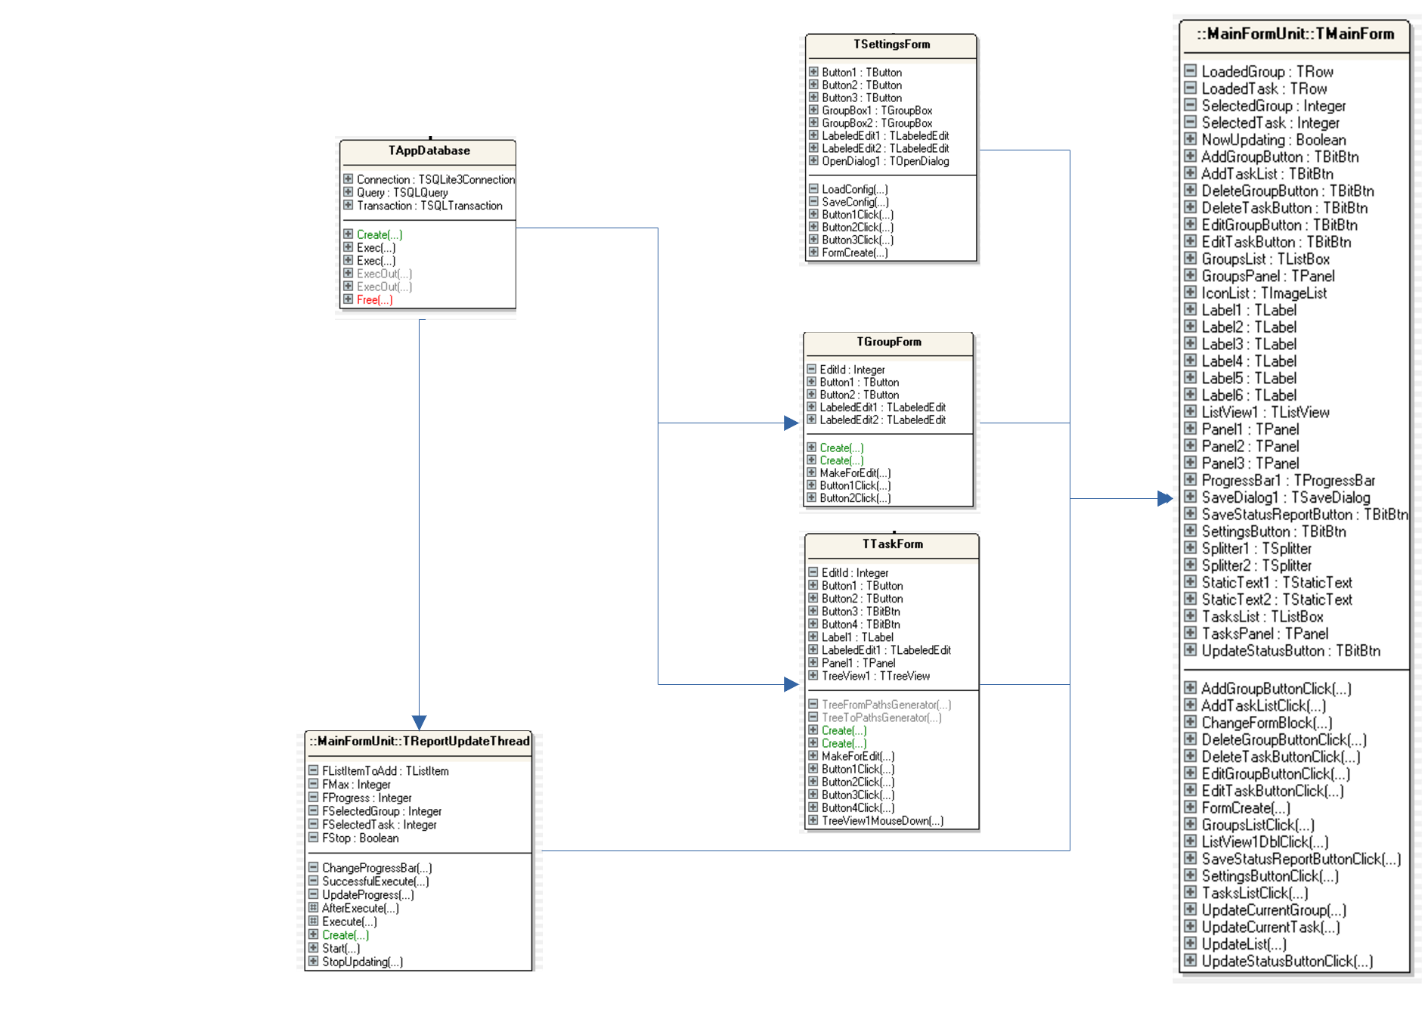 TAppDatabase
Connection : TSQLite3Connection
Query : TSQLQuery
Transaction : TSQLTransaction
Create(...)
Exec(...)
Exec(...)
ExecOut(...)
ExecOut(...)
Free(...)
::MainFormUnit::TReportUpdateThread
FListItemToAdd : TListItem
FMax : Integer
FProgress : Integer
FSelectedGroup : Integer
FSelectedTask : Integer
FStop : Boolean
ChangeProgressBar(...)
SuccessfulExecute(...)
UpdateProgress(...)
AfterExecute(...)
Execute(...)
Create(...)
Start(...)
StopUpdating(...)
TSettingsForm
Button1 : TButton
Button2 : TButton
Button3 : TButton
GroupBox1 : TGroupBox
GroupBox2 : TGroupBox
LabeledEdit1 : TLabeledEdit
LabeledEdit2 : TLabeledEdit
OpenDialog1 : TOpenDialog
LoadConfig(...)
SaveConfig(...)
Button1Click(...)
Button2Click(...)
Button3Click(...)
FormCreate(...)
TGroupForm
EditId : Integer
Button1 : TButton
Button2 : TButton
LabeledEdit1 : TLabeledEdit
LabeledEdit2 : TLabeledEdit
Create(...)
Create(...)
MakeForEdit(...)
Button1Click(...)
Button2Click(...)
TTaskForm
EditId : Integer
Button1 : TButton
Button2 : TButton
Button3 : TBitBtn
Button4 : TBitBtn
Label1 : TLabel
LabeledEdit1 : TLabeledEdit
Panel1 : TPanel
TreeView1 : TTreeView
TreeFromPathsGenerator(...)
TreeToPathsGenerator(...)
Create(...)
Create(...)
MakeForEdit(...)
Button1Click(...)
Button2Click(...)
Button3Click(...)
Button4Click(...)
TreeView1MouseDown(...)
::MainFormUnit::TMainForm
LoadedGroup : TRow
LoadedTask : TRow
SelectedGroup : Integer
SelectedTask : Integer
NowUpdating : Boolean
AddGroupButton : TBitBtn
AddTaskList : TBitBtn
DeleteGroupButton : TBitBtn
DeleteTaskButton : TBitBtn
EditGroupButton : TBitBtn
EditTaskButton : TBitBtn
GroupsList : TListBox
GroupsPanel : TPanel
IconList : TImageList
Label1 : TLabel
Label2 : TLabel
Label3 : TLabel
Label4 : TLabel
Label5 : TLabel
Label6 : TLabel
ListView1 : TListView
Panel1 : TPanel
Panel2 : TPanel
Panel3 : TPanel
ProgressBar1 : TProgressBar
SaveDialog1 : TSaveDialog
SaveStatusReportButton : TBitBtn
SettingsButton : TBitBtn
Splitter1 : TSplitter
Splitter2 : TSplitter
StaticText1 : TStaticText
StaticText2 : TStaticText
TasksList : TListBox
TasksPanel : TPanel
UpdateStatusButton : TBitBtn
AddGroupButtonClick(...)
AddTaskListClick(...)
ChangeFormBlock(...)
DeleteGroupButtonClick(...)
DeleteTaskButtonClick(...)
EditGroupButtonClick(...)
EditTaskButtonClick(...)
FormCreate(...)
GroupsListClick(...)
ListView1DblClick(...)
SaveStatusReportButtonClick(...)
SettingsButtonClick(...)
TasksListClick(...)
UpdateCurrentGroup(...)
UpdateCurrentTask(...)
UpdateList(...)
UpdateStatusButtonClick(...)